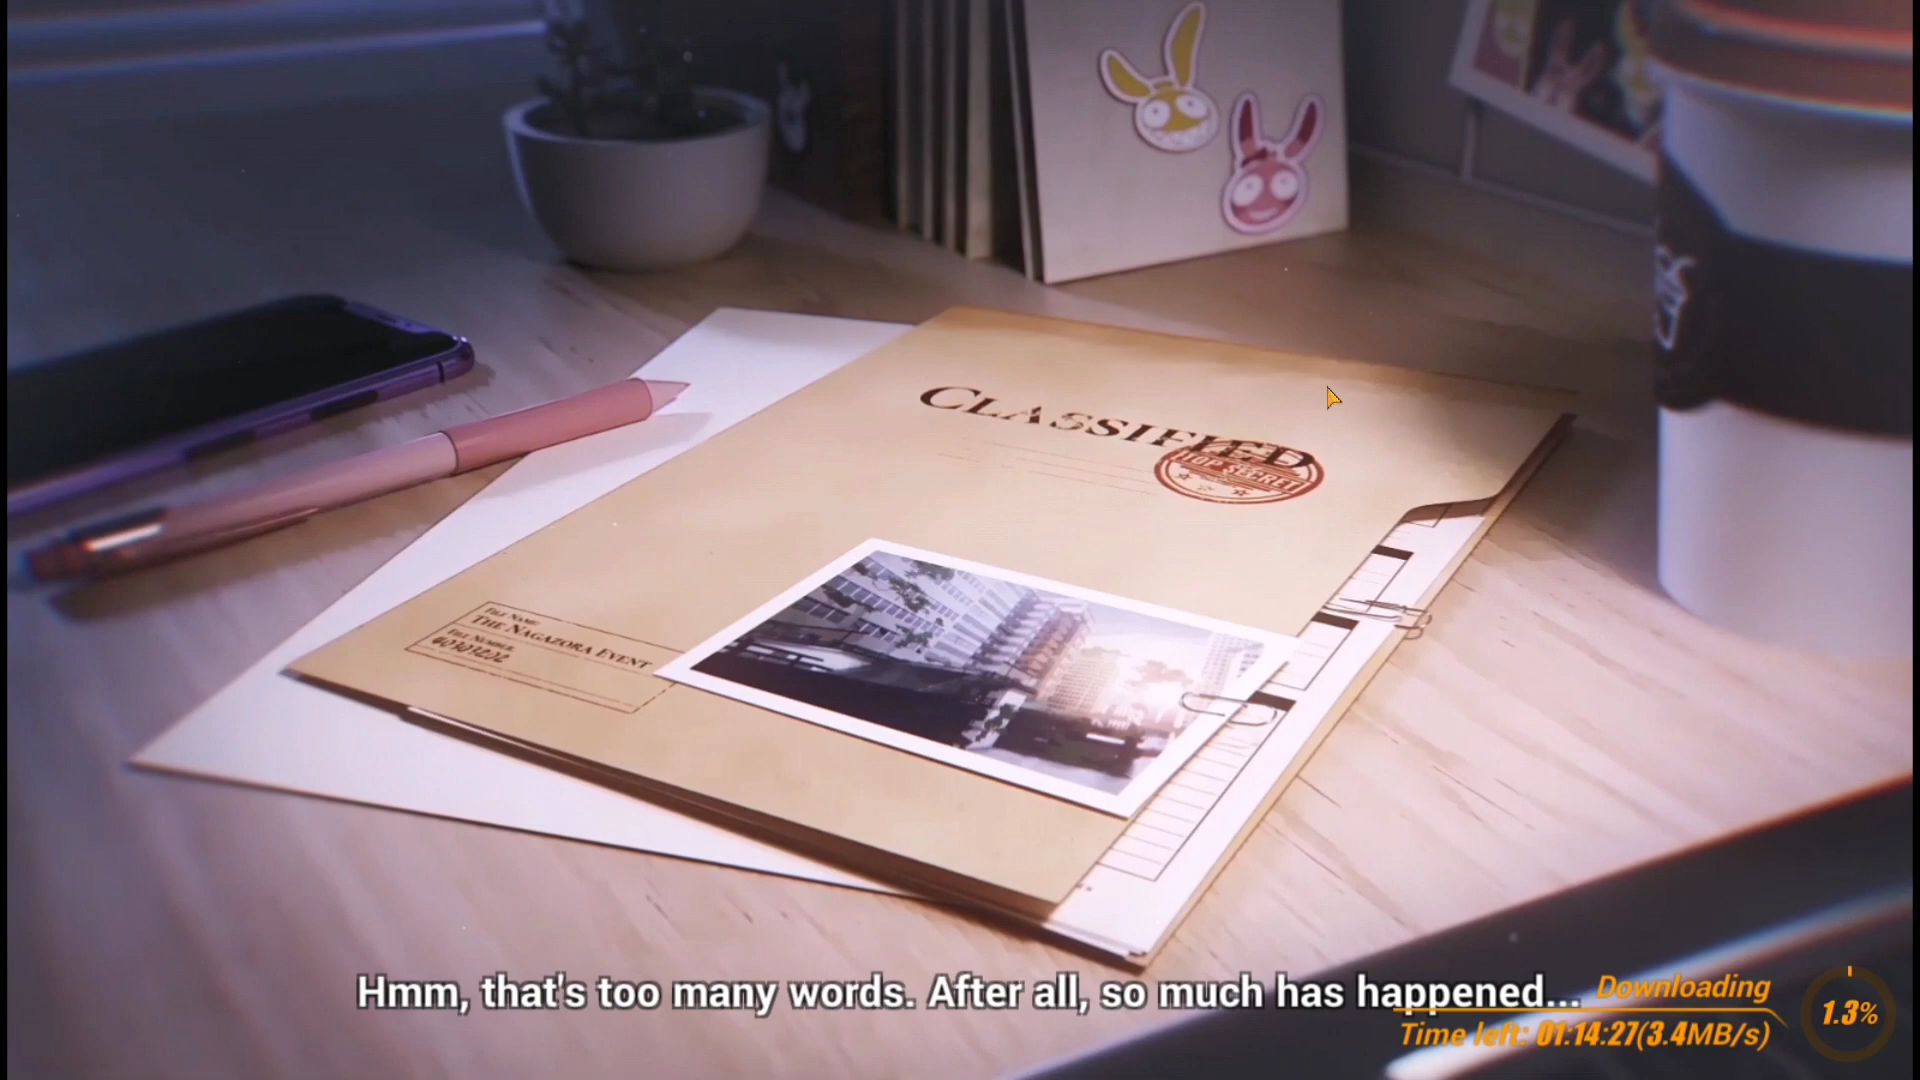 CLASSIFIED
TOP SECRET
FILE NAME:
THE NAGAZORA EVENT
FILE NUMBER:
Hmm, that's too many words. After all, so much has happened...
Downloading
1.3%
Time left: 01:14:27(3.4MB/s)